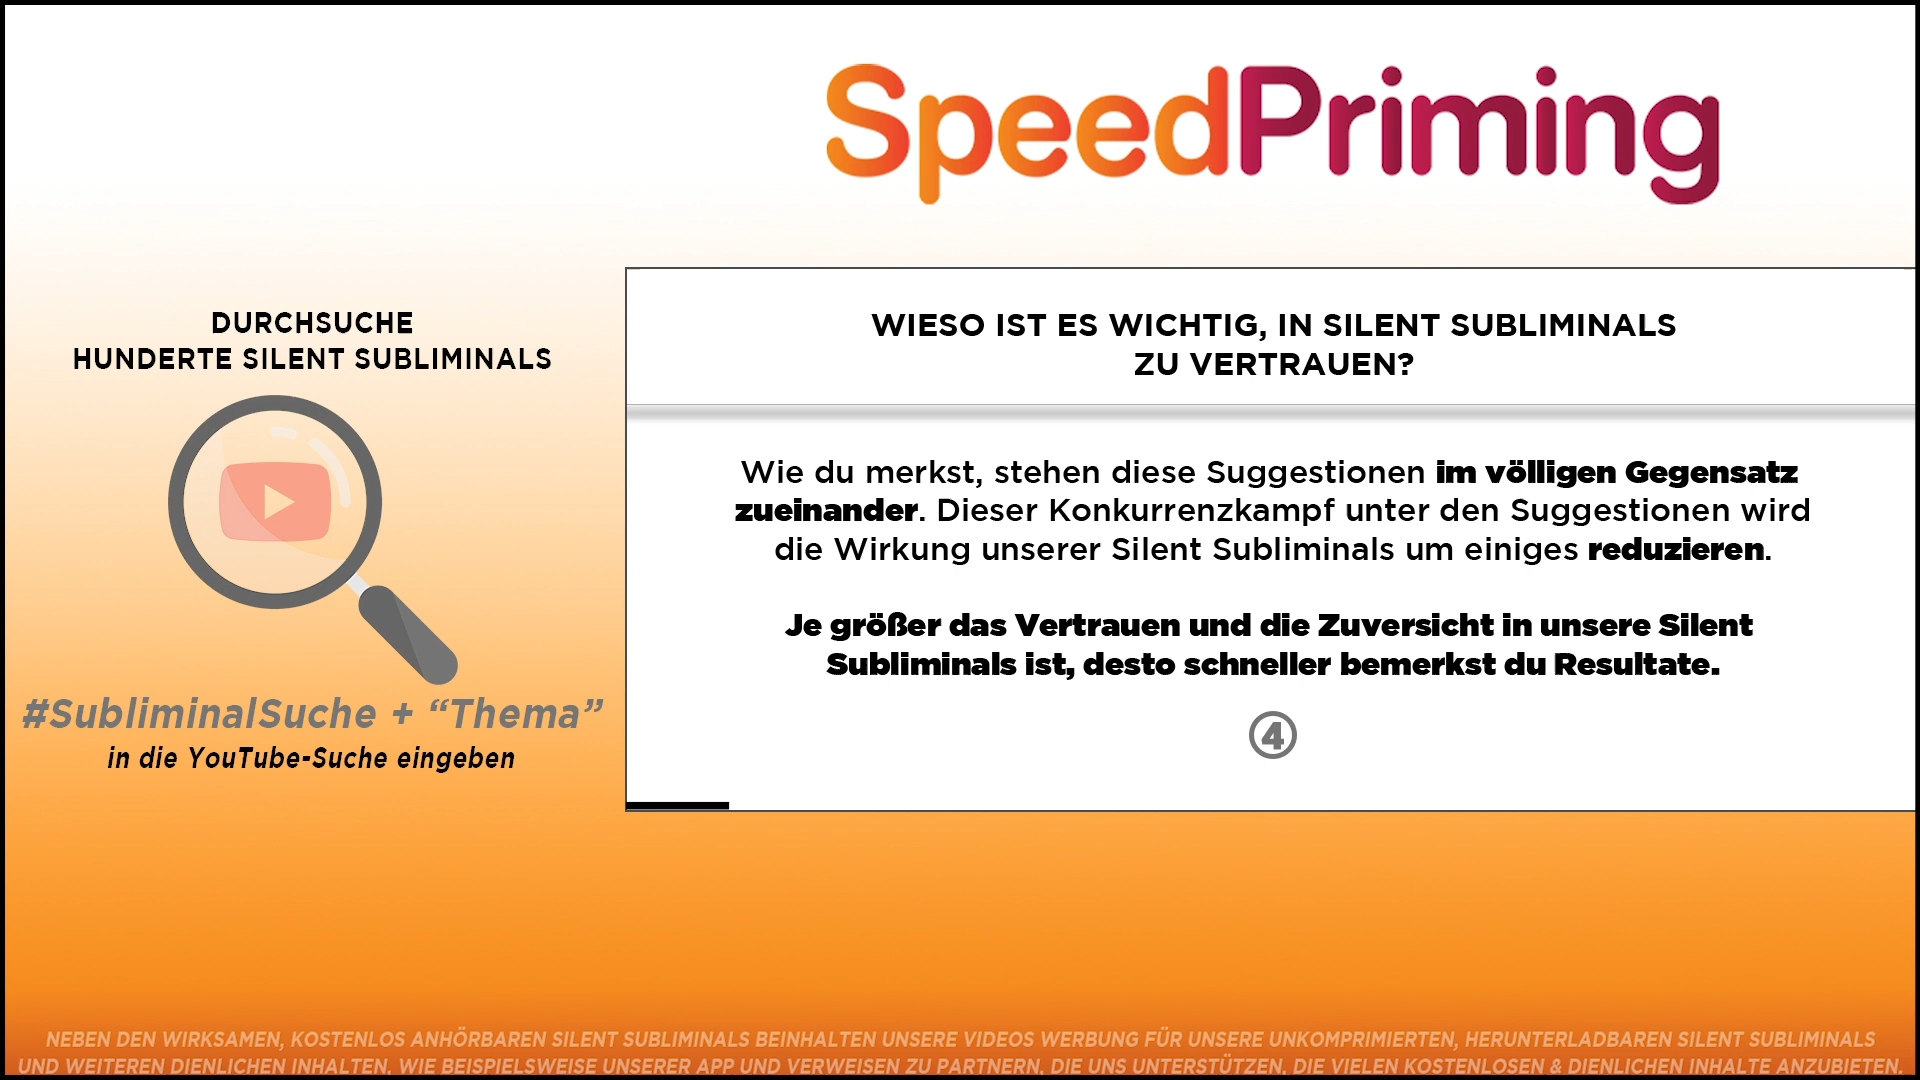 SpeedPriming
DURCHSUCHE
HUNDERTE SILENT SUBLIMINALS
#SubliminalSuche + “Thema”
in die YouTube-Suche eingeben
WIESO IST ES WICHTIG, IN SILENT SUBLIMINALS
ZU VERTRAUEN?
Wie du merkst, stehen diese Suggestionen im völligen Gegensatz
zueinander. Dieser Konkurrenzkampf unter den Suggestionen wird
die Wirkung unserer Silent Subliminals um einiges reduzieren.
Je größer das Vertrauen und die Zuversicht in unsere Silent
Subliminals ist, desto schneller bemerkst du Resultate.
4
NEBEN DEN WIRKSAMEN, KOSTENLOS ANHÖRBAREN SILENT SUBLIMINALS BEINHALTEN UNSERE VIDEOS WERBUNG FÜR UNSERE UNKOMPRIMIERTEN, HERUNTERLADBAREN SILENT SUBLIMINALS
UND WEITEREN DIENLICHEN INHALTEN, WIE BEISPIELSWEISE UNSERER APP UND VERWEISEN ZU PARTNERN, DIE UNS UNTERSTÜTZEN, DIE VIELEN KOSTENLOSEN & DIENLICHEN INHALTE ANZUBIETEN.